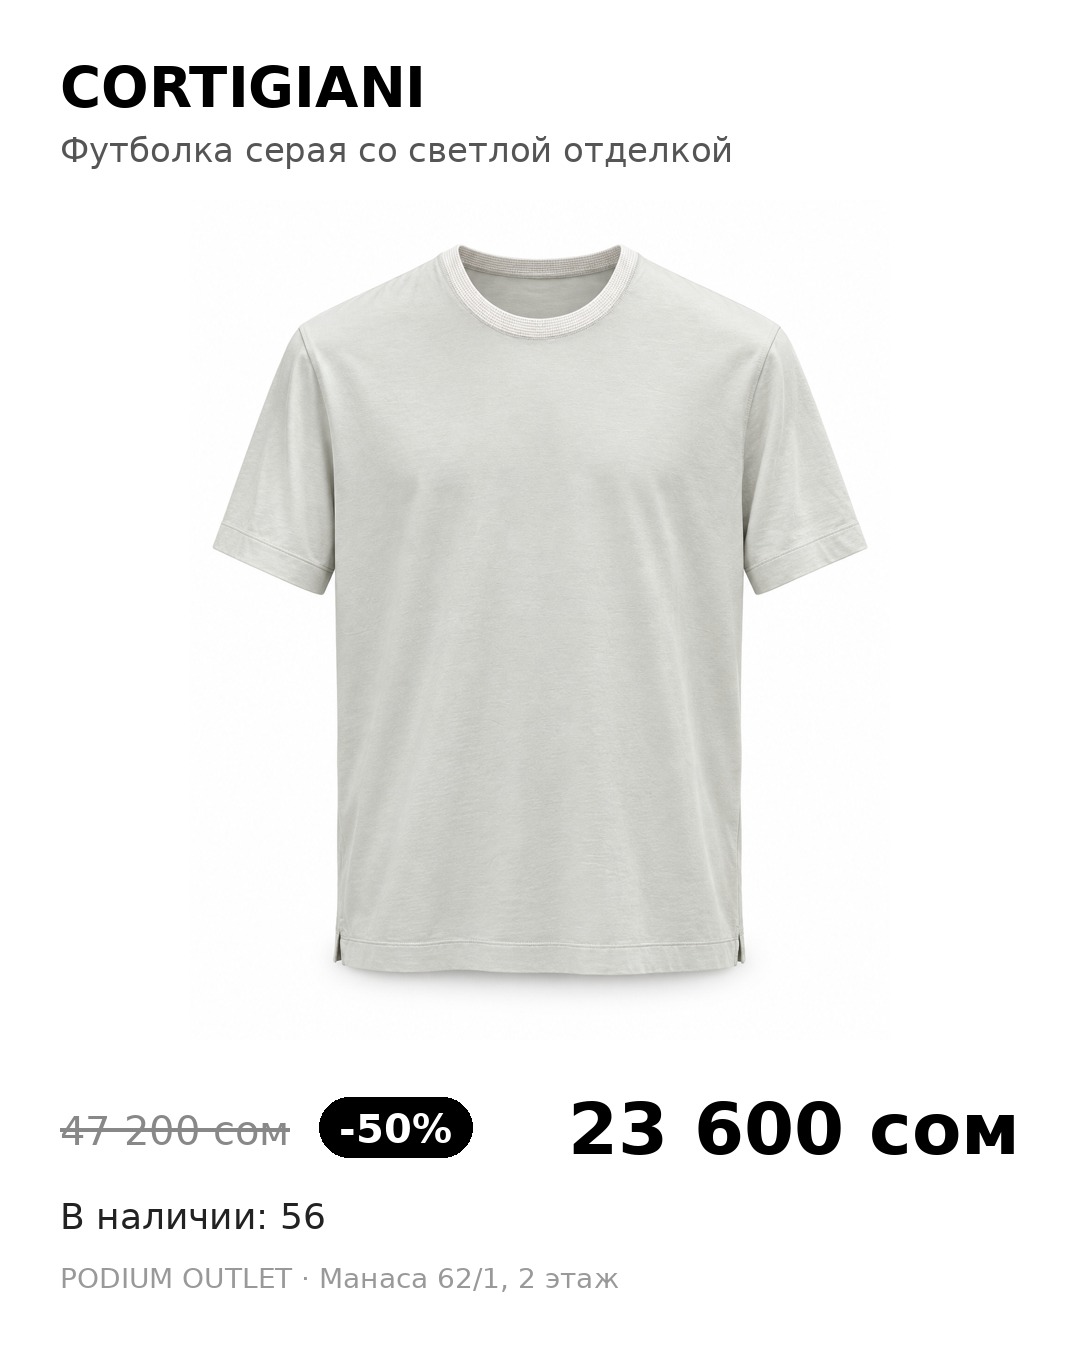 CORTIGIANI
Футболка серая со светлой отделкой
47 200 сом -50% 23 600 сом
В наличии: 56
PODIUM OUTLET · Манаса 62/1, 2 этаж